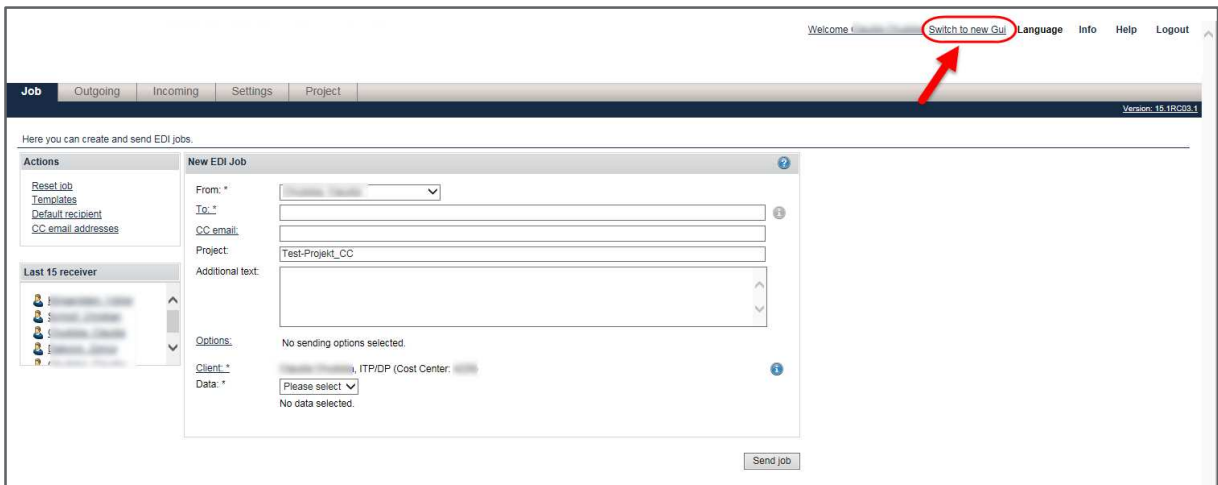 Welcome Switch to new Gui Language Info Help Logout
Job Outgoing Incoming Settings Project
Version: 15.1RC03.1
Here you can create and send EDI jobs.
Actions
Reset job
Templates
Default recipient
CC email addresses
Last 15 receiver
New EDI Job
From: *
To: *
CC email:
Project: Test-Projekt_CC
Additional text:
Options: No sending options selected.
Client: * , ITP/DP (Cost Center:
Data: * Please select
No data selected.
Send job